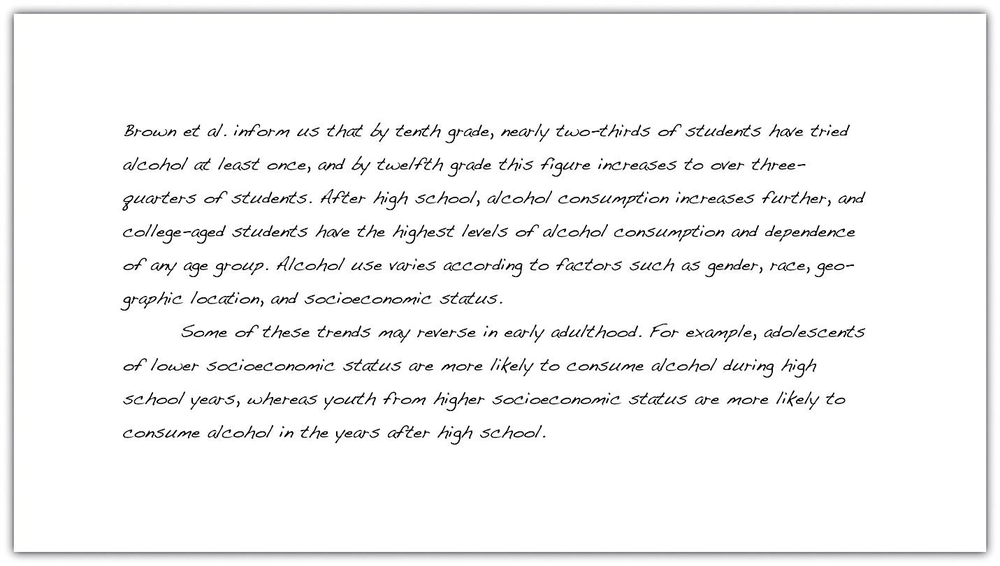 Brown et al. inform us that by tenth grade, nearly two-thirds of students have tried
alcohol at least once, and by twelfth grade this figure increases to over three-
quarters of students. After high school, alcohol consumption increases further, and
college-aged students have the highest levels of alcohol consumption and dependence
of any age group. Alcohol use varies according to factors such as gender, race, geo-
graphic location, and socioeconomic status.
Some of these trends may reverse in early adulthood. For example, adolescents
of lower socioeconomic status are more likely to consume alcohol during high
school years, whereas youth from higher socioeconomic status are more likely to
consume alcohol in the years after high school.